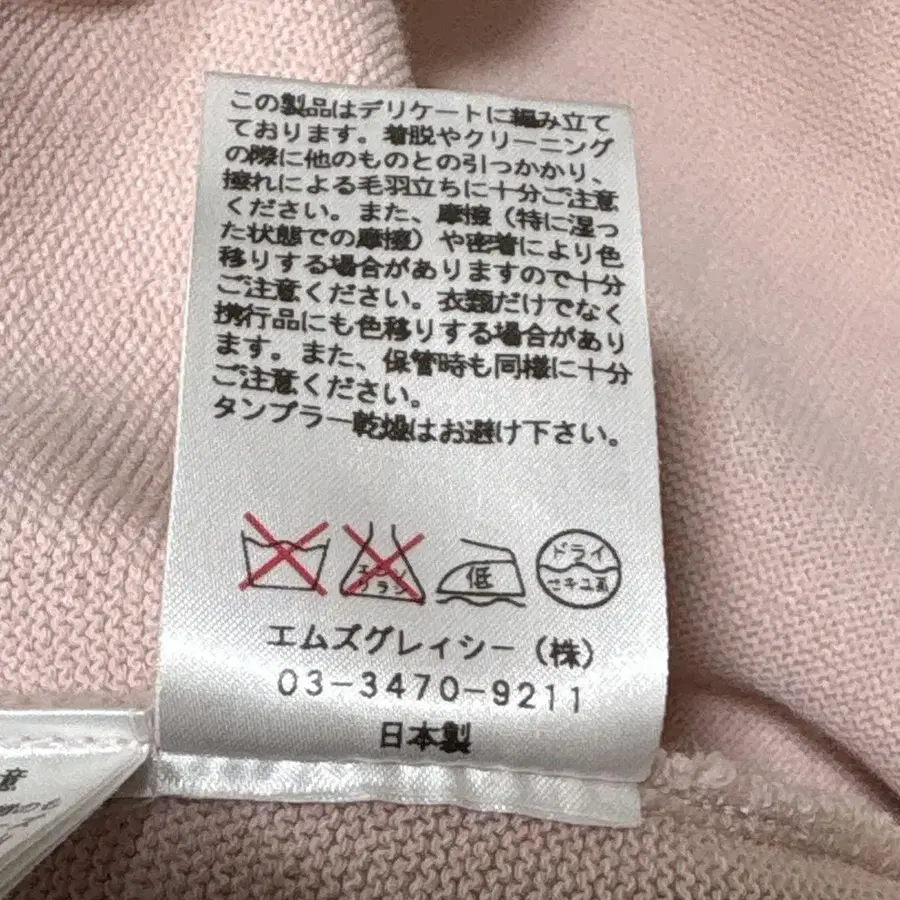 この製品はデリケートに編み立て
ております。着脱やクリーニング
の際に他のものとの引っかかり、
擦れによる毛羽立ちに十分ご注意
ください。また、摩擦（特に湿っ
た状態での摩擦）や密着により色
移りする場合がありますので十分
ご注意ください。衣類だけでなく
携行品にも色移りする場合があり
ます。また、保管時も同様に十分
ご注意ください。
タンブラー乾燥はお避け下さい。
エンソ
サラシ
低
ドライ
セキユ系
エムズグレイシー（株）
03-3470-9211
日本製
意